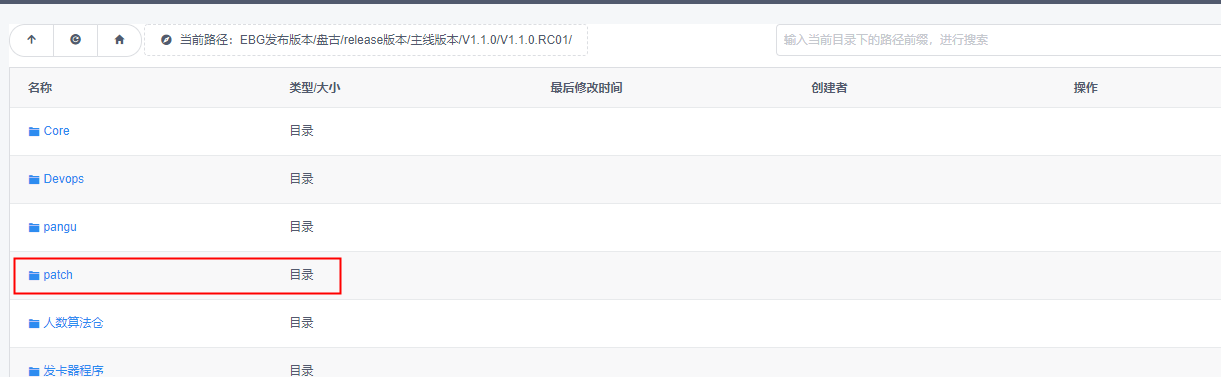 当前路径：EBG发布版本/盘古/release版本/主线版本/V1.1.0/V1.1.0.RC01/
输入当前目录下的路径前缀，进行搜索
名称 类型/大小 最后修改时间 创建者 操作
Core 目录
Devops 目录
pangu 目录
patch 目录
人数算法仓 目录
发卡器程序 目录